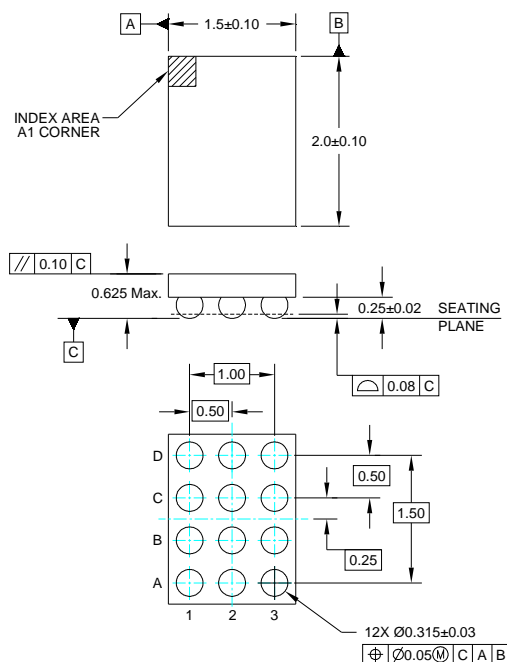 A
1.5±0.10
B
INDEX AREA
A1 CORNER
2.0±0.10
// 0.10 C
0.625 Max.
0.25±0.02
SEATING
PLANE
C
⌓ 0.08 C
1.00
0.50
D
C
B
A
0.50
1.50
0.25
1 2 3
12X Ø0.315±0.03
⌖ Ø0.05Ⓜ C A B